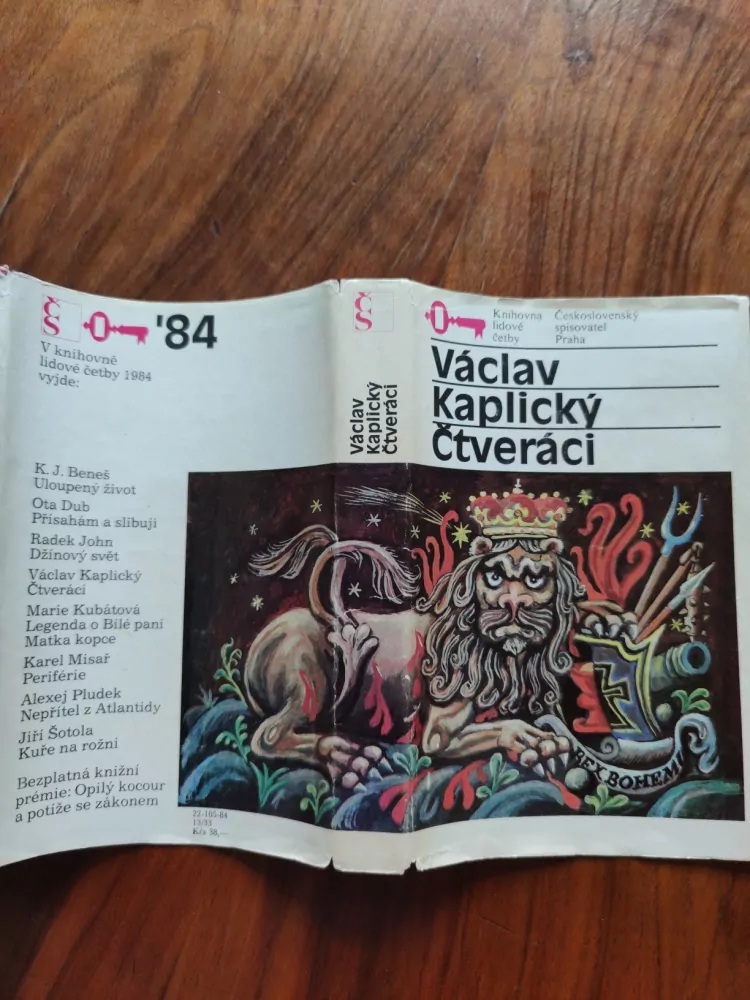 ČS '84
V knihovně
lidové četby 1984
vyjde:
K. J. Beneš
Uloupený život
Ota Dub
Přísahám a slibuji
Radek John
Džínový svět
Václav Kaplický
Čtveráci
Marie Kubátová
Legenda o Bílé paní
Matka kopce
Karel Misař
Periférie
Alexej Pludek
Nepřítel z Atlantidy
Jiří Šotola
Kuře na rožni
Bezplatná knižní
prémie: Opilý kocour
a potíže se zákonem
22-105-84
13/33
Kčs 38,—
ČS
Václav
Kaplický
Čtveráci
Knihovna
lidové
četby
Československý
spisovatel
Praha
Václav
Kaplický
Čtveráci
REX BOHEMI